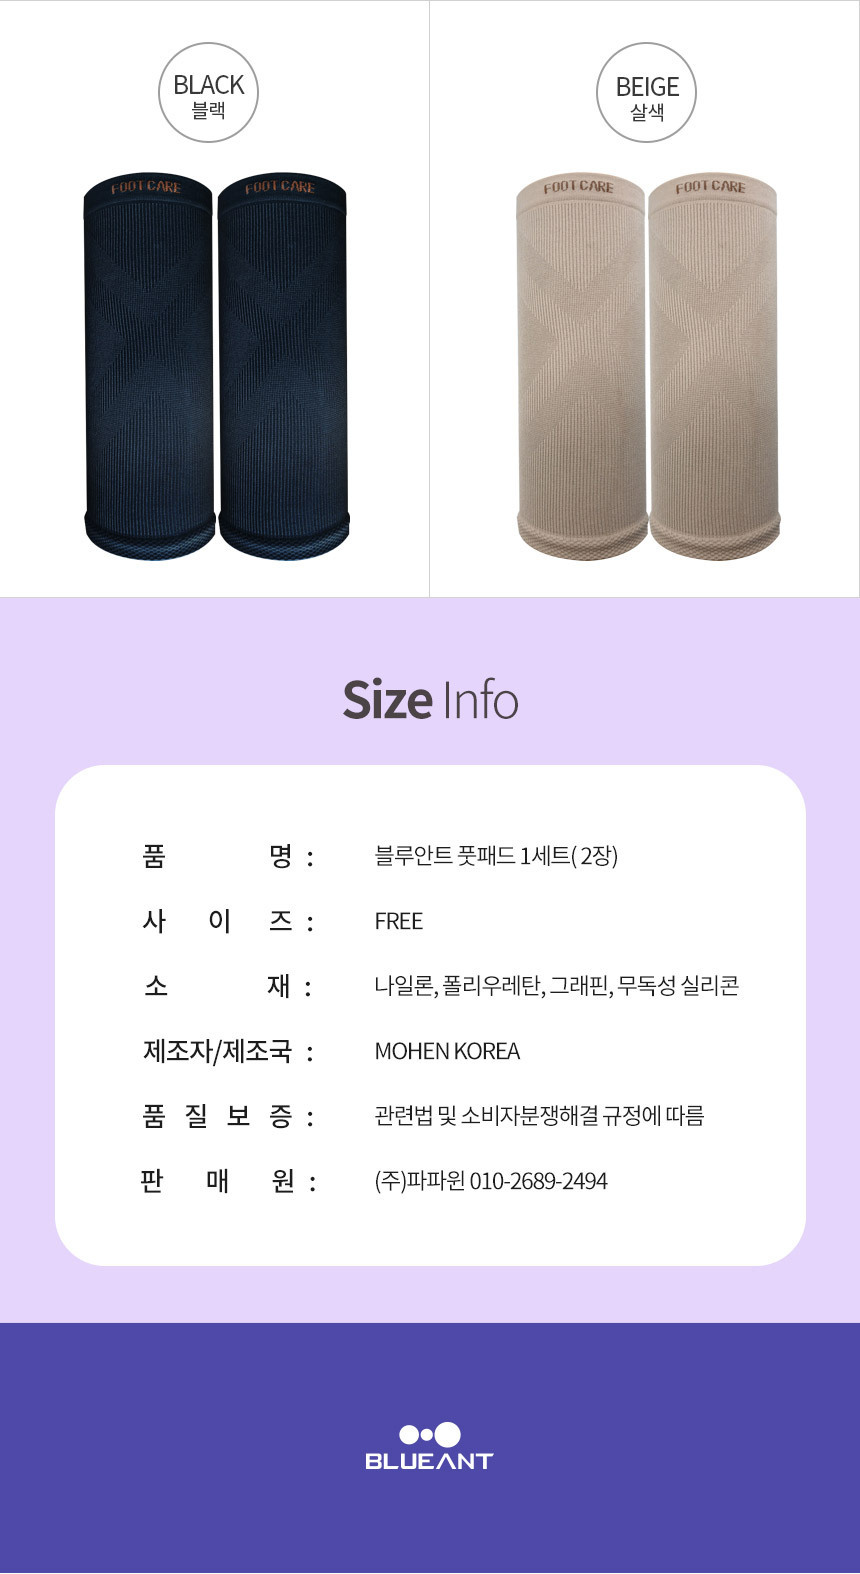 BLACK
블랙
BEIGE
살색
FOOT CARE
FOOT CARE
FOOT CARE
FOOT CARE
Size Info
품 명 : 블루안트 풋패드 1세트( 2장)
사 이 즈 : FREE
소 재 : 나일론, 폴리우레탄, 그래핀, 무독성 실리콘
제조자/제조국 : MOHEN KOREA
품 질 보 증 : 관련법 및 소비자분쟁해결 규정에 따름
판 매 원 : (주)파파윈 010-2689-2494
BLUEANT